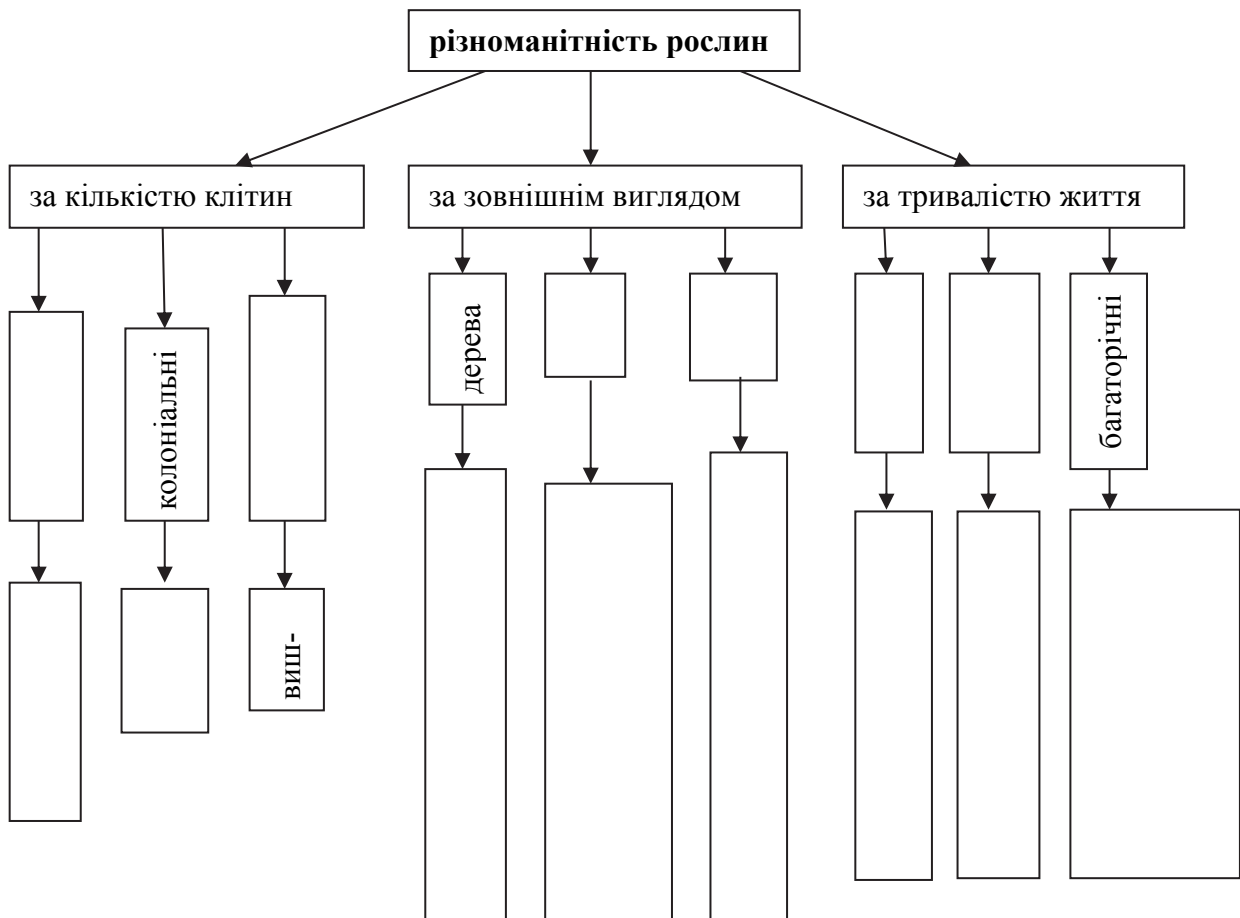 різноманітність рослин
за кількістю клітин
за зовнішнім виглядом
за тривалістю життя
колоніальні
дерева
багаторічні
виш-